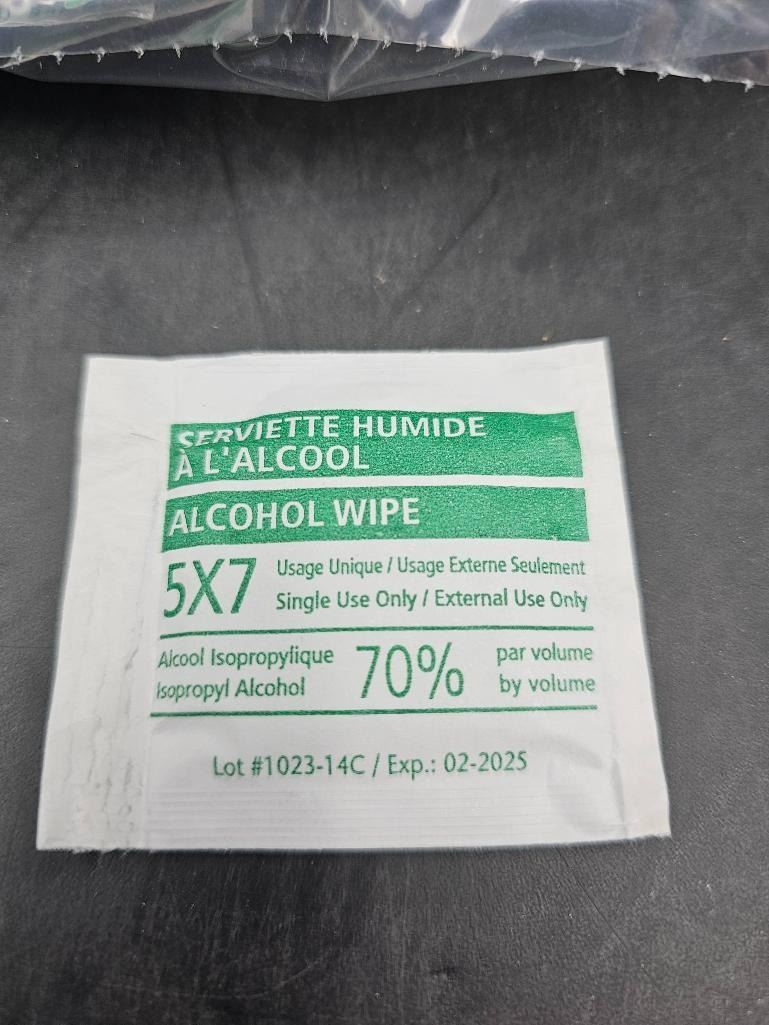 SERVIETTE HUMIDE
À L'ALCOOL
ALCOHOL WIPE
5X7
Usage Unique / Usage Externe Seulement
Single Use Only / External Use Only
Alcool Isopropylique
Isopropyl Alcohol
70%
par volume
by volume
Lot #1023-14C / Exp.: 02-2025